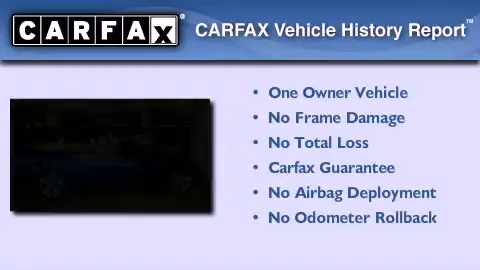 CARFAX® CARFAX Vehicle History Report™
• One Owner Vehicle
• No Frame Damage
• No Total Loss
• Carfax Guarantee
• No Airbag Deployment
• No Odometer Rollback